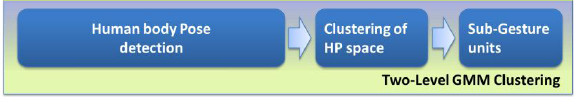 Human body Pose
detection
Clustering of
HP space
Sub-Gesture
units
Two-Level GMM Clustering